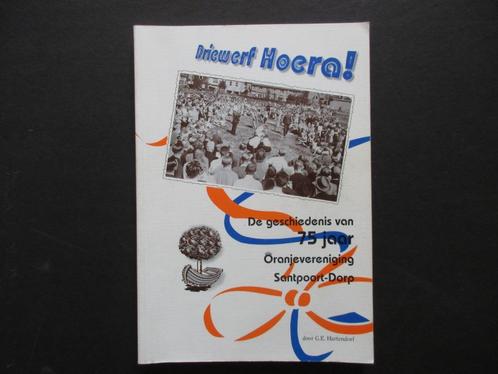 Driewerf Hoera!
De geschiedenis van
75 jaar
Oranjevereniging
Santpoort-Dorp
door G.E. Hartendorf